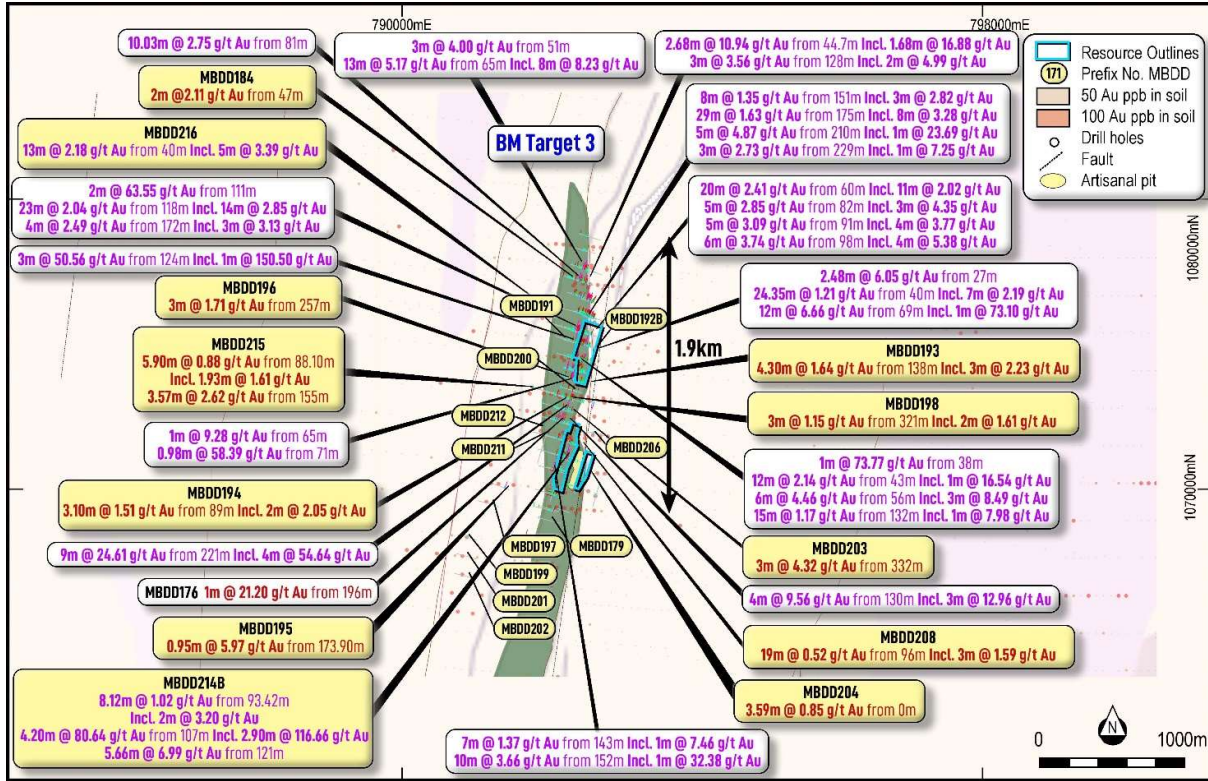 790000mE
798000mE
10.03m @ 2.75 g/t Au from 81m
MBDD184
2m @2.11 g/t Au from 47m
MBDD216
13m @ 2.18 g/t Au from 40m Incl. 5m @ 3.39 g/t Au
2m @ 63.55 g/t Au from 111m
23m @ 2.04 g/t Au from 118m Incl. 14m @ 2.85 g/t Au
4m @ 2.49 g/t Au from 172m Incl. 3m @ 3.13 g/t Au
3m @ 50.56 g/t Au from 124m Incl. 1m @ 150.50 g/t Au
MBDD196
3m @ 1.71 g/t Au from 257m
MBDD215
5.90m @ 0.88 g/t Au from 88.10m
Incl. 1.93m @ 1.61 g/t Au
3.57m @ 2.62 g/t Au from 155m
1m @ 9.28 g/t Au from 65m
0.98m @ 58.39 g/t Au from 71m
MBDD194
3.10m @ 1.51 g/t Au from 89m Incl. 2m @ 2.05 g/t Au
9m @ 24.61 g/t Au from 221m Incl. 4m @ 54.64 g/t Au
MBDD176 1m @ 21.20 g/t Au from 196m
MBDD195
0.95m @ 5.97 g/t Au from 173.90m
MBDD214B
8.12m @ 1.02 g/t Au from 93.42m
Incl. 2m @ 3.20 g/t Au
4.20m @ 80.64 g/t Au from 107m Incl. 2.90m @ 116.66 g/t Au
5.66m @ 6.99 g/t Au from 121m
3m @ 4.00 g/t Au from 51m
13m @ 5.17 g/t Au from 65m Incl. 8m @ 8.23 g/t Au
BM Target 3
MBDD191
MBDD192B
MBDD200
MBDD212
MBDD211
MBDD206
MBDD197
MBDD179
MBDD199
MBDD201
MBDD202
1.9km
7m @ 1.37 g/t Au from 143m Incl. 1m @ 7.46 g/t Au
10m @ 3.66 g/t Au from 152m Incl. 1m @ 32.38 g/t Au
2.68m @ 10.94 g/t Au from 44.7m Incl. 1.68m @ 16.88 g/t Au
3m @ 3.56 g/t Au from 128m Incl. 2m @ 4.99 g/t Au
8m @ 1.35 g/t Au from 151m Incl. 3m @ 2.82 g/t Au
29m @ 1.63 g/t Au from 175m Incl. 8m @ 3.28 g/t Au
5m @ 4.87 g/t Au from 210m Incl. 1m @ 23.69 g/t Au
3m @ 2.73 g/t Au from 229m Incl. 1m @ 7.25 g/t Au
20m @ 2.41 g/t Au from 60m Incl. 11m @ 2.02 g/t Au
5m @ 2.85 g/t Au from 82m Incl. 3m @ 4.35 g/t Au
5m @ 3.09 g/t Au from 91m Incl. 4m @ 3.77 g/t Au
6m @ 3.74 g/t Au from 98m Incl. 4m @ 5.38 g/t Au
2.48m @ 6.05 g/t Au from 27m
24.35m @ 1.21 g/t Au from 40m Incl. 7m @ 2.19 g/t Au
12m @ 6.66 g/t Au from 69m Incl. 1m @ 73.10 g/t Au
MBDD193
4.30m @ 1.64 g/t Au from 138m Incl. 3m @ 2.23 g/t Au
MBDD198
3m @ 1.15 g/t Au from 321m Incl. 2m @ 1.61 g/t Au
1m @ 73.77 g/t Au from 38m
12m @ 2.14 g/t Au from 43m Incl. 1m @ 16.54 g/t Au
6m @ 4.46 g/t Au from 56m Incl. 3m @ 8.49 g/t Au
15m @ 1.17 g/t Au from 132m Incl. 1m @ 7.98 g/t Au
MBDD203
3m @ 4.32 g/t Au from 332m
4m @ 9.56 g/t Au from 130m Incl. 3m @ 12.96 g/t Au
MBDD208
19m @ 0.52 g/t Au from 96m Incl. 3m @ 1.59 g/t Au
MBDD204
3.59m @ 0.85 g/t Au from 0m
Resource Outlines
171 Prefix No. MBDD
50 Au ppb in soil
100 Au ppb in soil
Drill holes
Fault
Artisanal pit
1080000mN
1070000mN
N
0 1000m